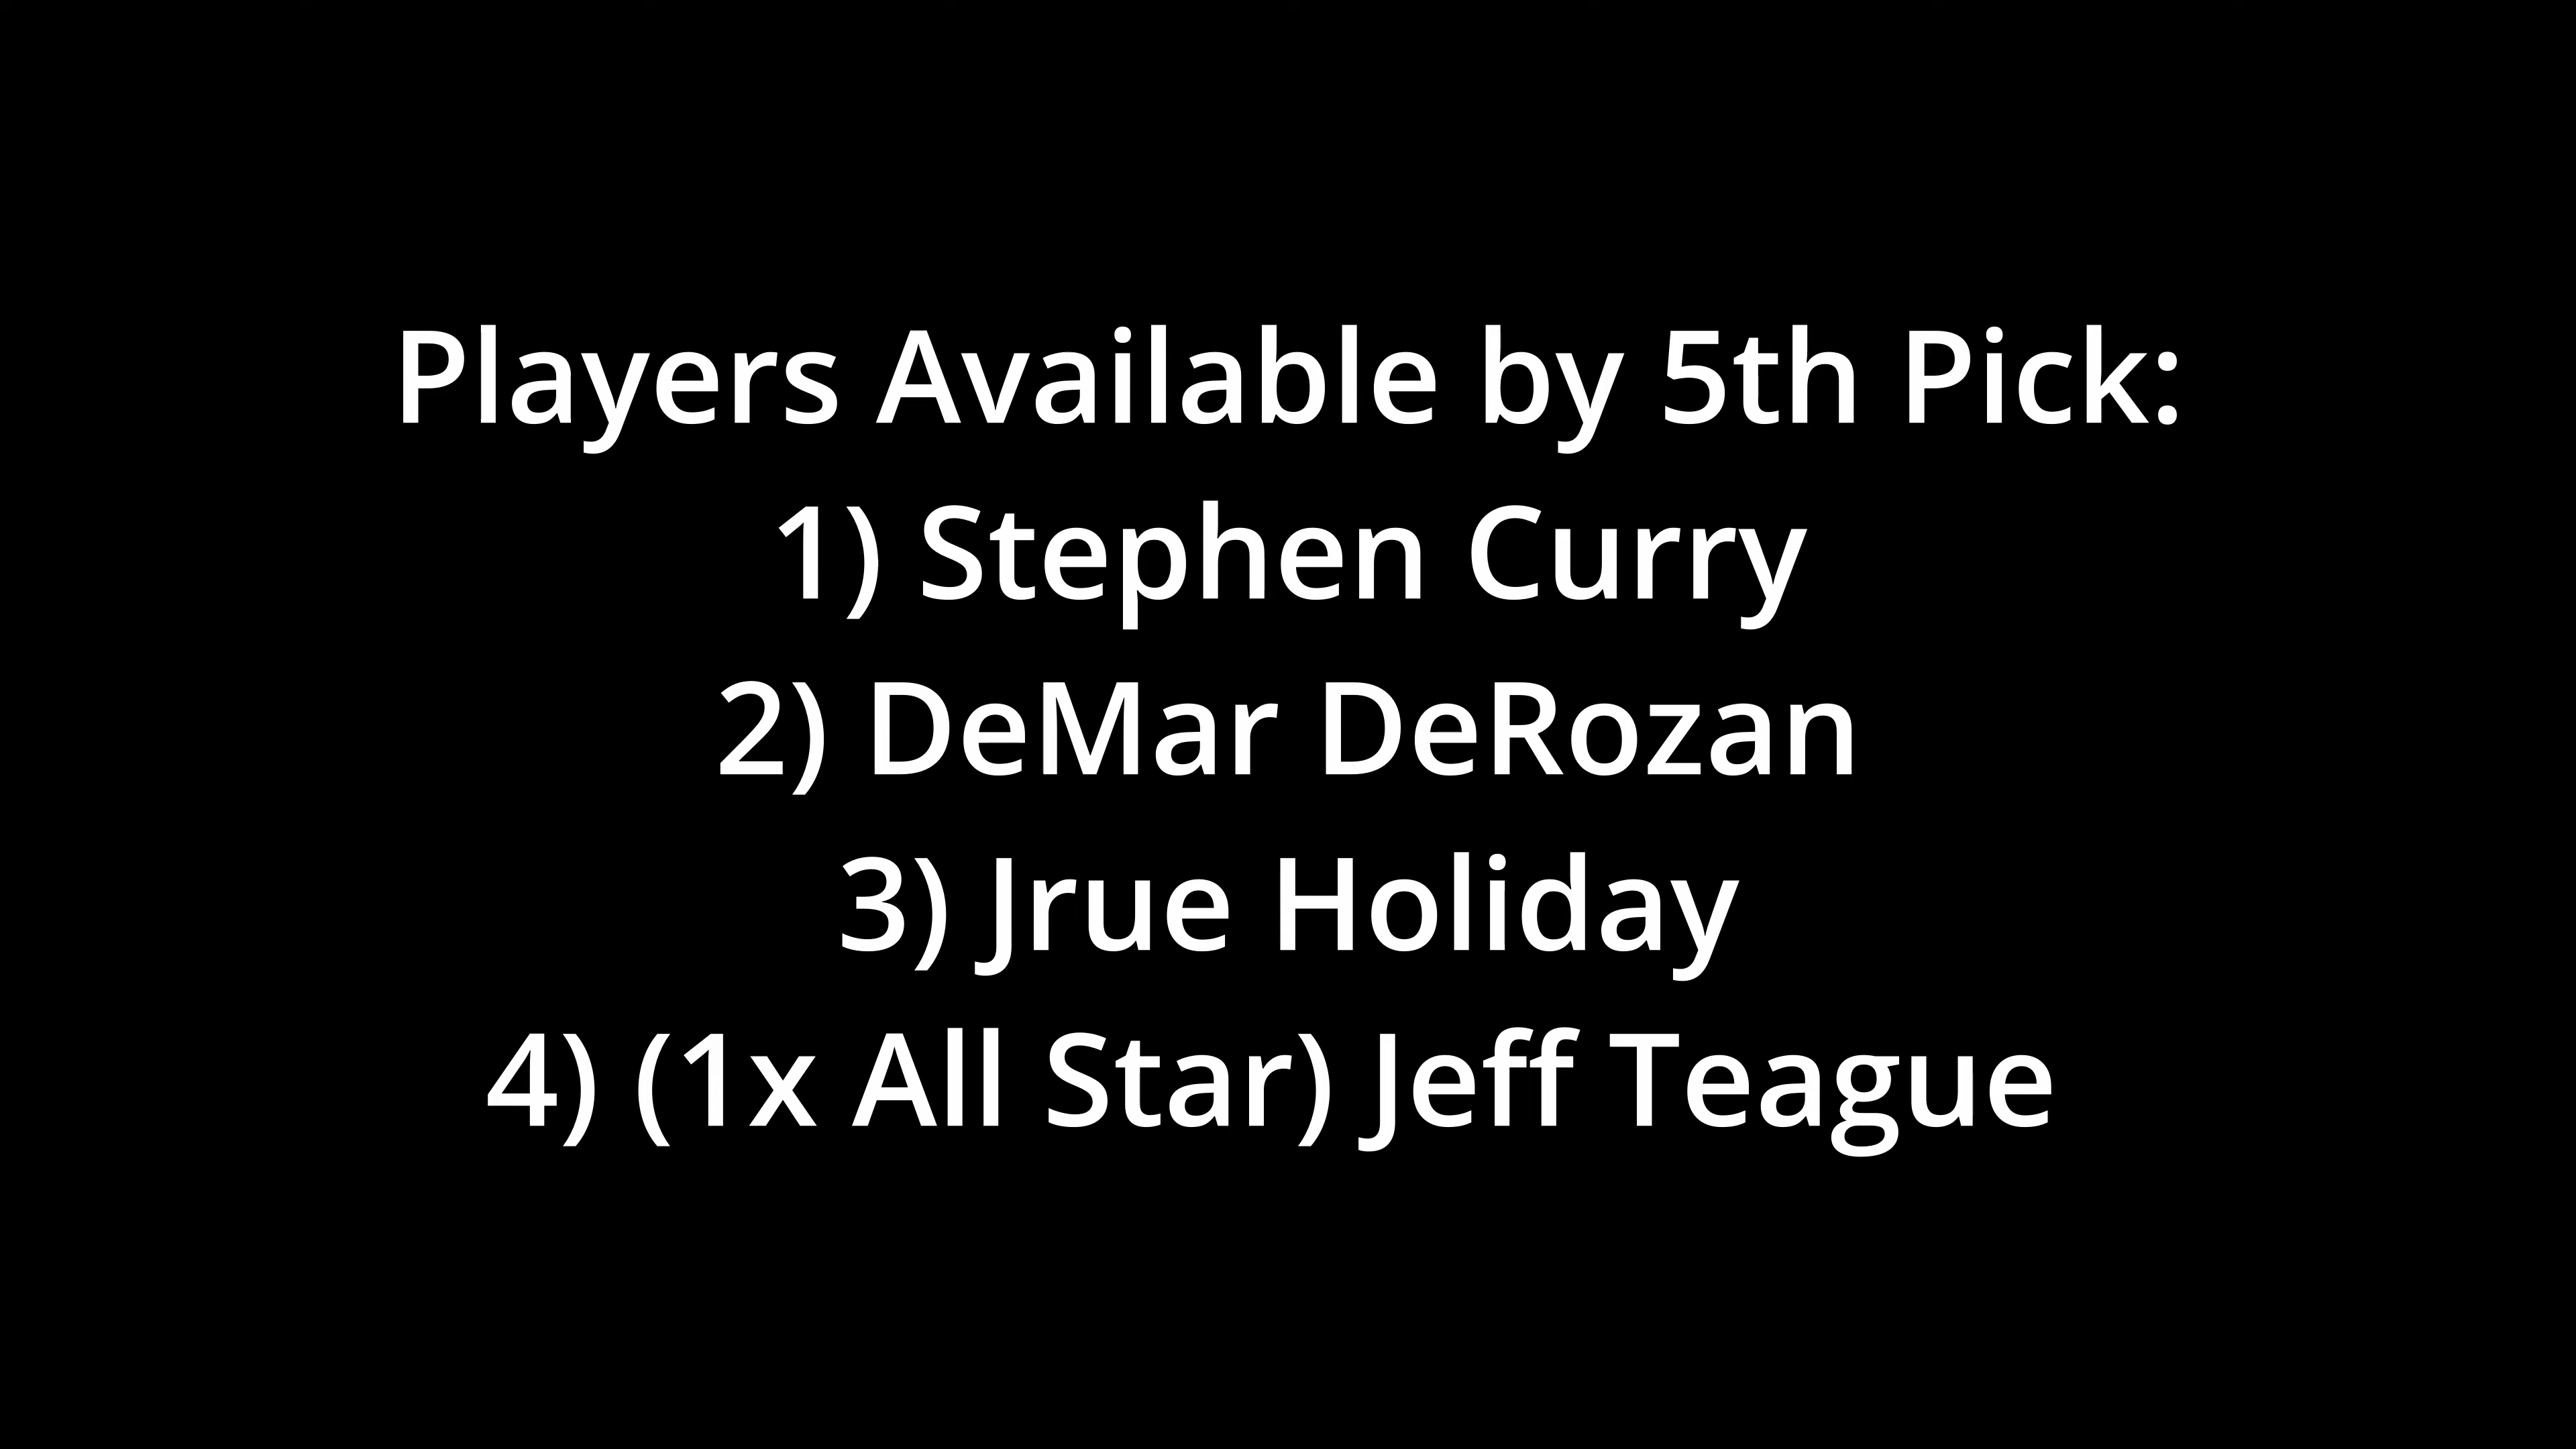 Players Available by 5th Pick:
1) Stephen Curry
2) DeMar DeRozan
3) Jrue Holiday
4) (1x All Star) Jeff Teague